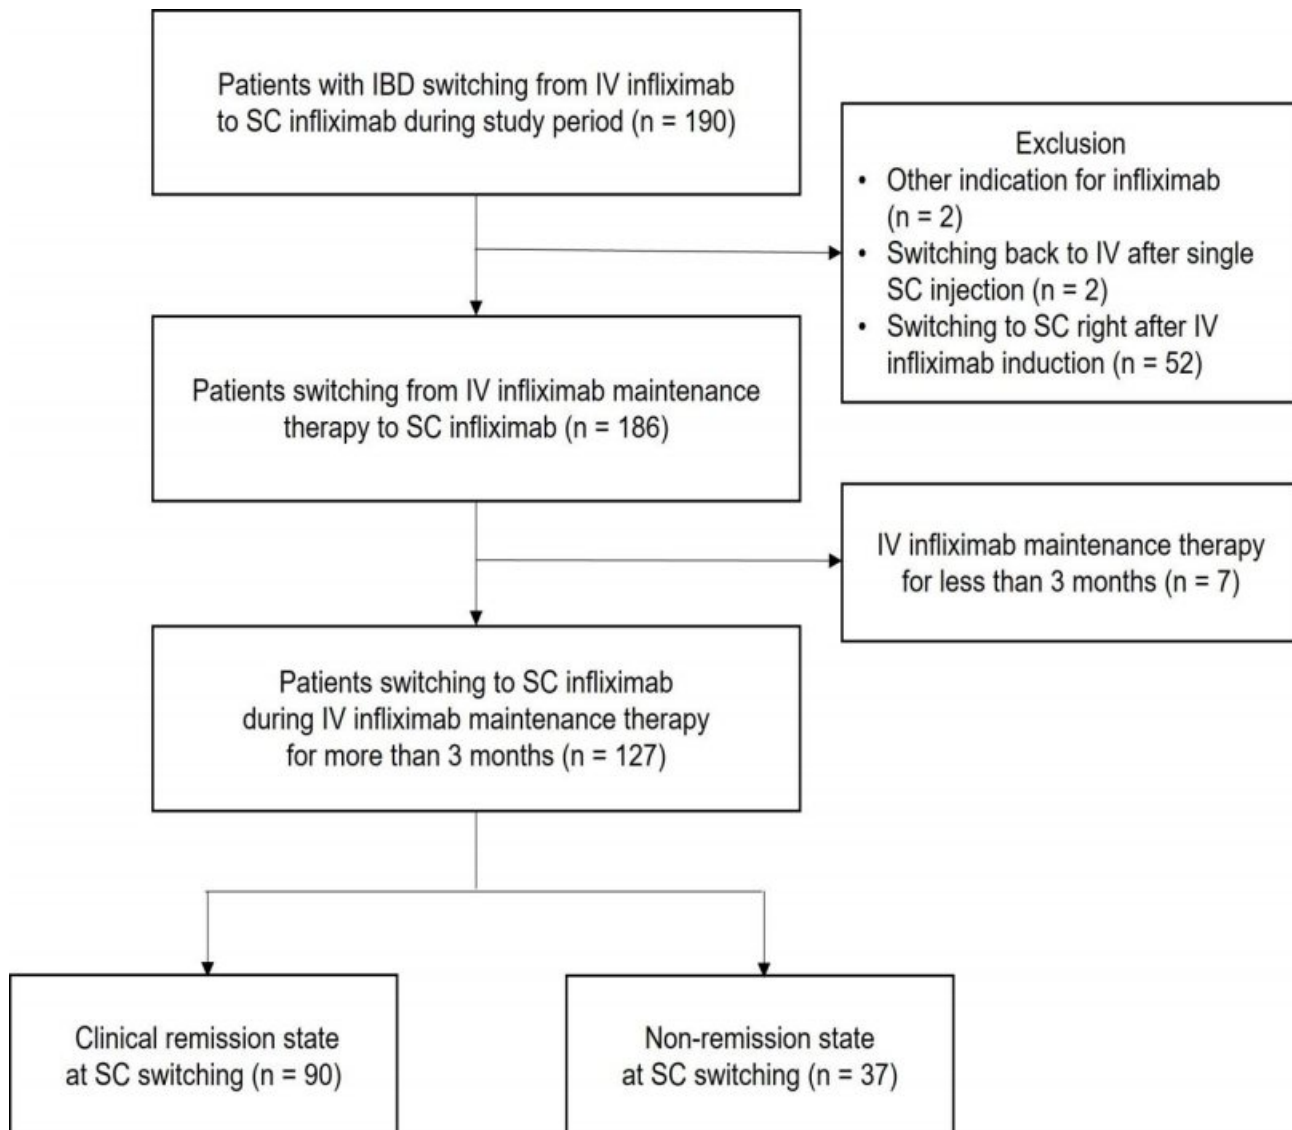 Patients with IBD switching from IV infliximab
to SC infliximab during study period (n = 190)
Exclusion
• Other indication for infliximab
(n = 2)
• Switching back to IV after single
SC injection (n = 2)
• Switching to SC right after IV
infliximab induction (n = 52)
Patients switching from IV infliximab maintenance
therapy to SC infliximab (n = 186)
IV infliximab maintenance therapy
for less than 3 months (n = 7)
Patients switching to SC infliximab
during IV infliximab maintenance therapy
for more than 3 months (n = 127)
Clinical remission state
at SC switching (n = 90)
Non-remission state
at SC switching (n = 37)